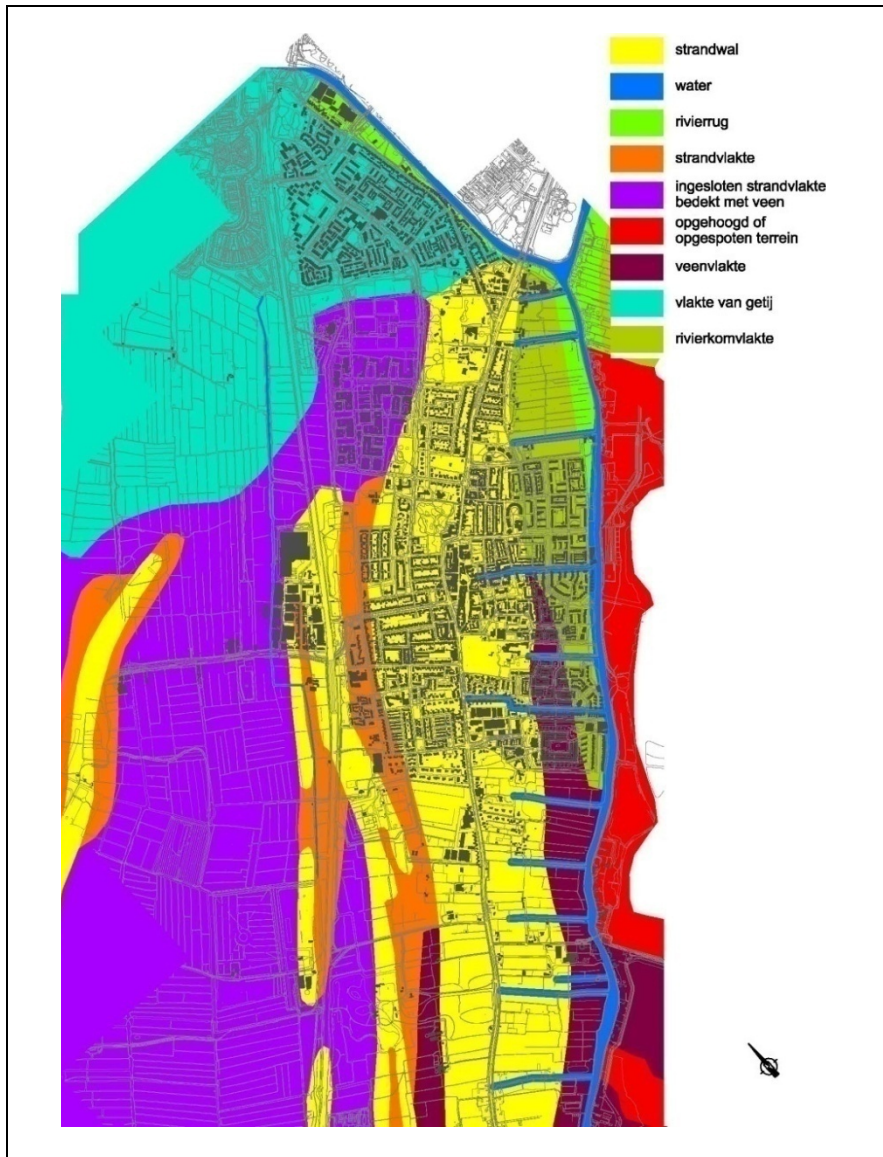 strandwal
water
rivierrug
strandvlakte
ingesloten strandvlakte
bedekt met veen
opgehoogd of
opgespoten terrein
veenvlakte
vlakte van getij
rivierkomvlakte